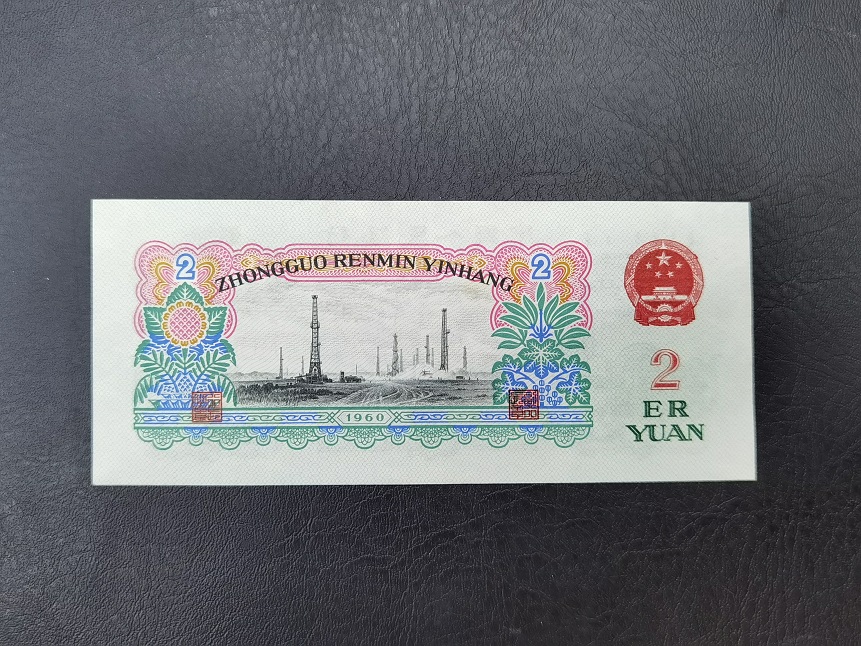 2
ZHONGGUO RENMIN YINHANG
2
1960
2
ER
YUAN